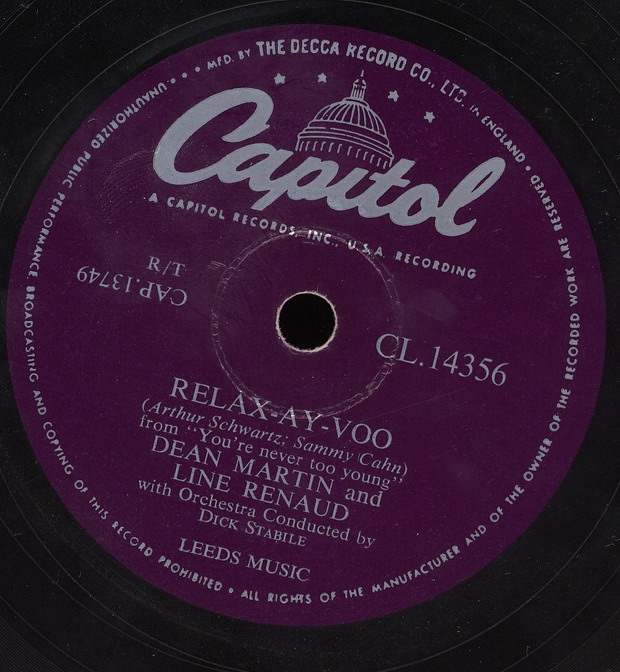 MFD. BY THE DECCA RECORD CO., LTD. IN ENGLAND • ALL RIGHTS OF THE MANUFACTURER AND OF THE OWNER OF THE RECORDED WORK ARE RESERVED • UNAUTHORIZED PUBLIC PERFORMANCE BROADCASTING AND COPYING OF THIS RECORD PROHIBITED
Capitol
A CAPITOL RECORDS, INC., U.S.A. RECORDING
R/T
CAP.13749
CL.14356
RELAX-AY-VOO
(Arthur Schwartz; Sammy Cahn)
from "You're never too young"
DEAN MARTIN and
LINE RENAUD
with Orchestra Conducted by
DICK STABILE
LEEDS MUSIC